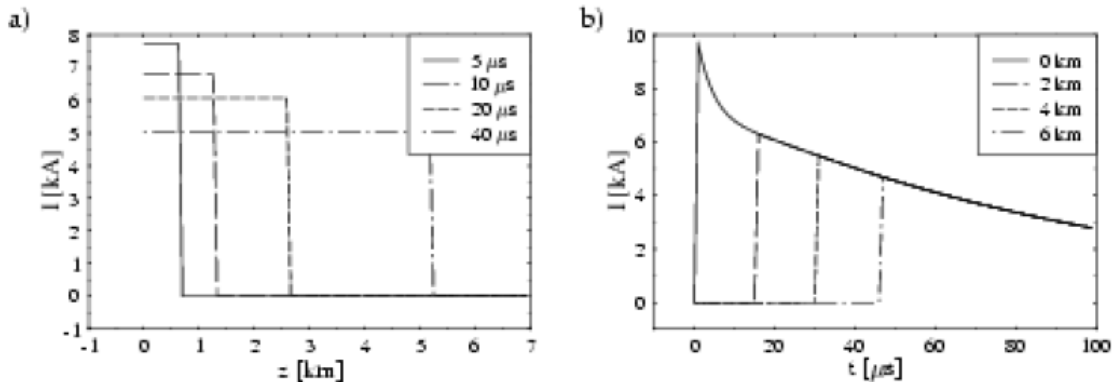 a)
I [kA]
8
7
6
5
4
3
2
1
0
-1
-1 0 1 2 3 4 5 6 7
z [km]
5 μs
10 μs
20 μs
40 μs
b)
I [kA]
10
8
6
4
2
0
0 20 40 60 80 100
t [μs]
0 km
2 km
4 km
6 km